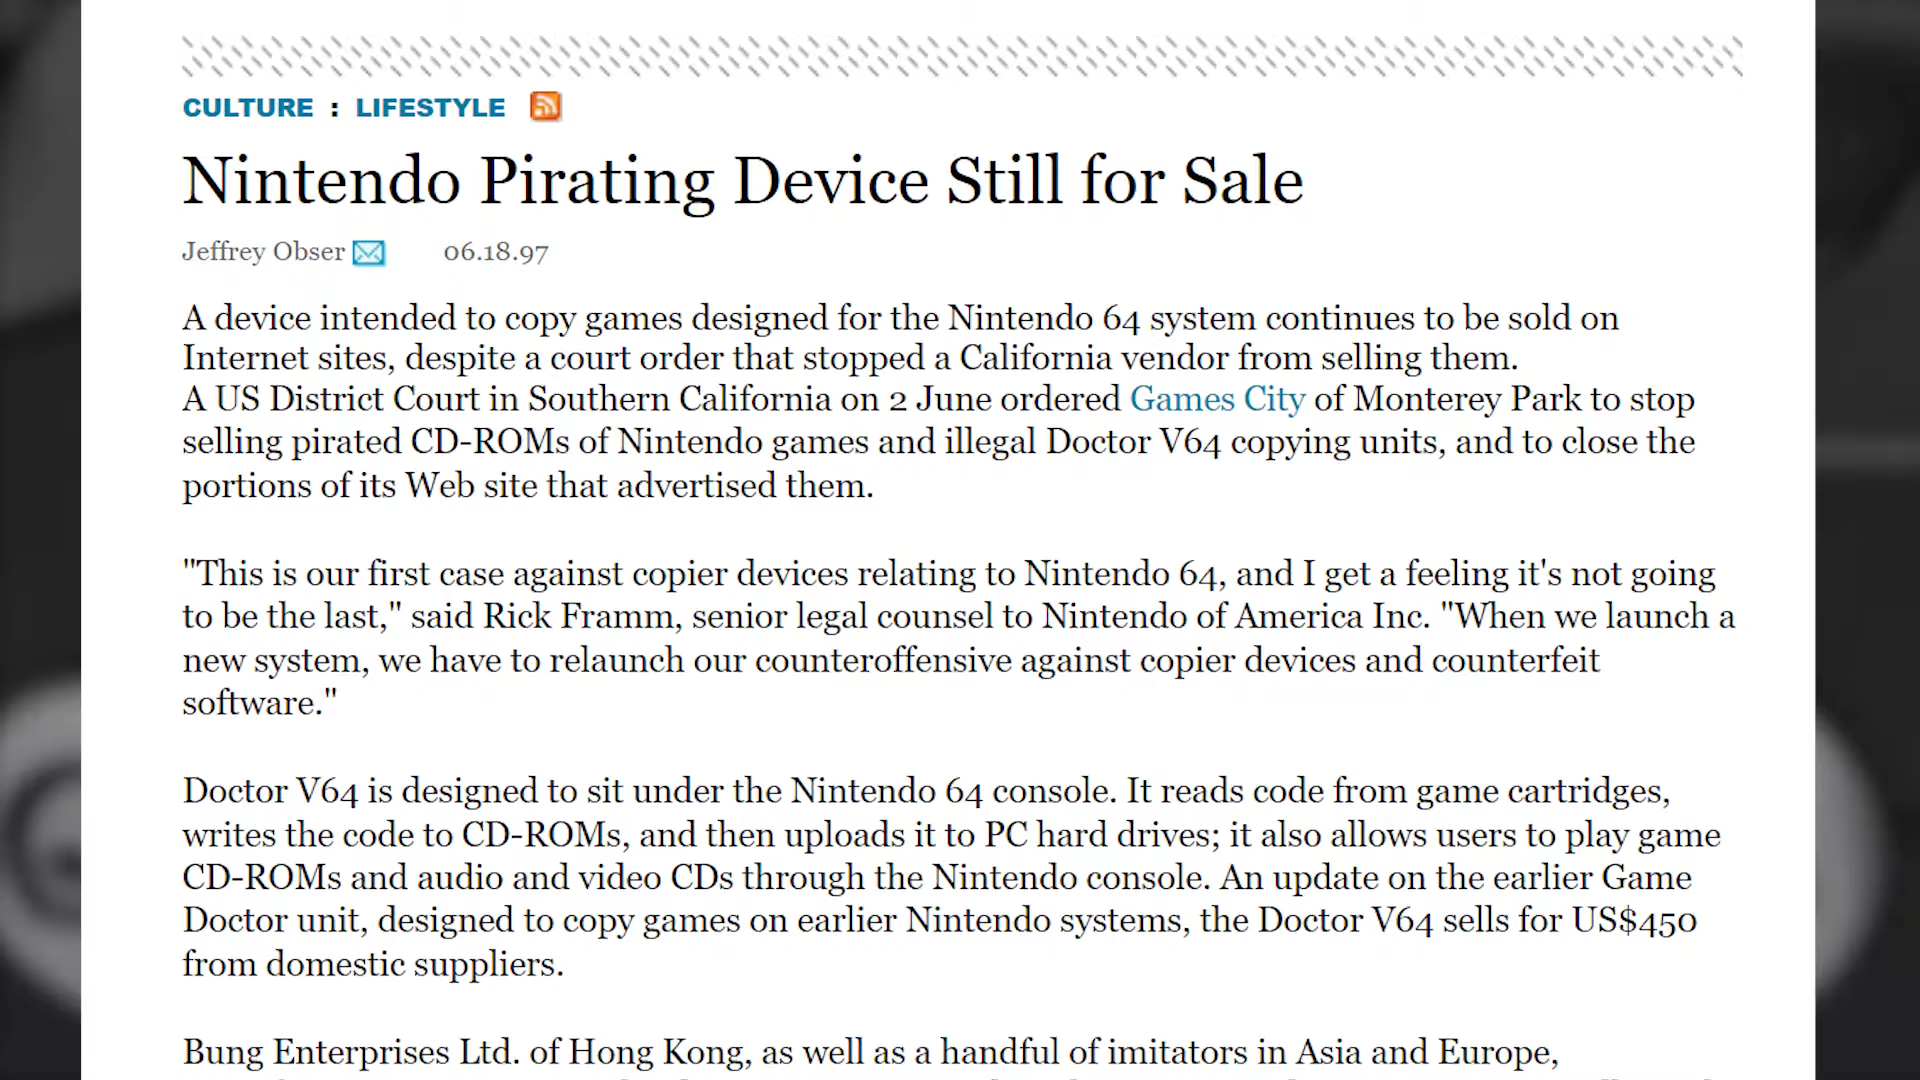 CULTURE : LIFESTYLE
Nintendo Pirating Device Still for Sale
Jeffrey Obser 06.18.97
A device intended to copy games designed for the Nintendo 64 system continues to be sold on
Internet sites, despite a court order that stopped a California vendor from selling them.
A US District Court in Southern California on 2 June ordered Games City of Monterey Park to stop
selling pirated CD-ROMs of Nintendo games and illegal Doctor V64 copying units, and to close the
portions of its Web site that advertised them.
"This is our first case against copier devices relating to Nintendo 64, and I get a feeling it's not going
to be the last," said Rick Framm, senior legal counsel to Nintendo of America Inc. "When we launch a
new system, we have to relaunch our counteroffensive against copier devices and counterfeit
software."
Doctor V64 is designed to sit under the Nintendo 64 console. It reads code from game cartridges,
writes the code to CD-ROMs, and then uploads it to PC hard drives; it also allows users to play game
CD-ROMs and audio and video CDs through the Nintendo console. An update on the earlier Game
Doctor unit, designed to copy games on earlier Nintendo systems, the Doctor V64 sells for US$450
from domestic suppliers.
Bung Enterprises Ltd. of Hong Kong, as well as a handful of imitators in Asia and Europe,